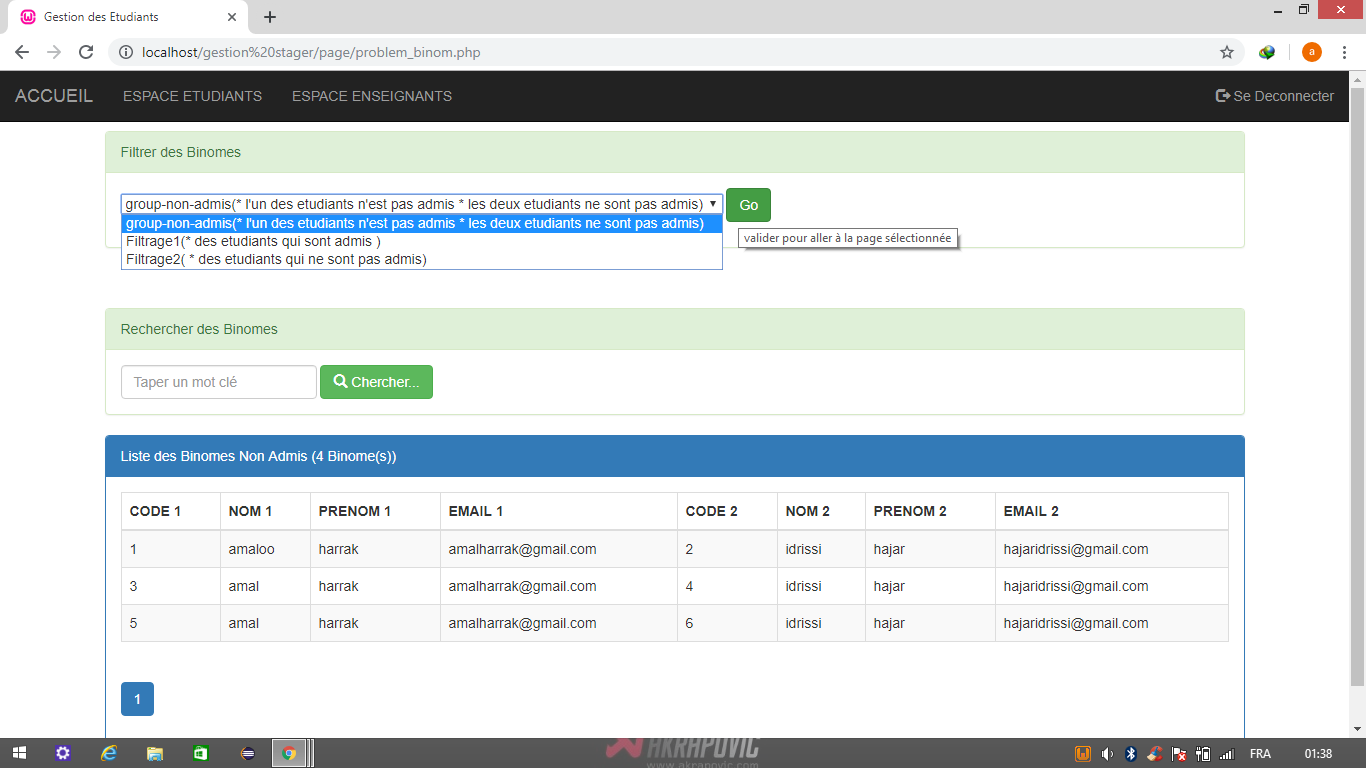 Gestion des Etudiants
localhost/gestion%20stager/page/problem_binom.php
a
ACCUEIL ESPACE ETUDIANTS ESPACE ENSEIGNANTS Se Deconnecter
Filtrer des Binomes
group-non-admis(* l'un des etudiants n'est pas admis * les deux etudiants ne sont pas admis) Go
group-non-admis(* l'un des etudiants n'est pas admis * les deux etudiants ne sont pas admis)
Filtrage1(* des etudiants qui sont admis )
valider pour aller à la page sélectionnée
Filtrage2( * des etudiants qui ne sont pas admis)
Rechercher des Binomes
Taper un mot clé Chercher...
Liste des Binomes Non Admis (4 Binome(s))
CODE 1 NOM 1 PRENOM 1 EMAIL 1 CODE 2 NOM 2 PRENOM 2 EMAIL 2
1 amaloo harrak amalharrak@gmail.com 2 idrissi hajar hajaridrissi@gmail.com
3 amal harrak amalharrak@gmail.com 4 idrissi hajar hajaridrissi@gmail.com
5 amal harrak amalharrak@gmail.com 6 idrissi hajar hajaridrissi@gmail.com
1
AKRAPOVIC
www.akrapovic.com
FRA 01:38